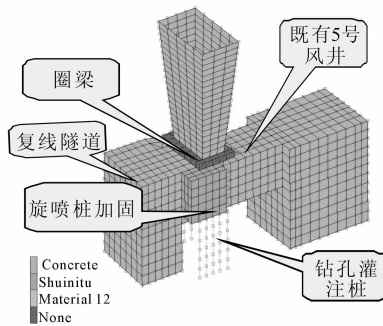 既有5号
风井
圈梁
复线隧道
旋喷桩加固
钻孔灌
注桩
Concrete
Shuinitu
Material 12
None